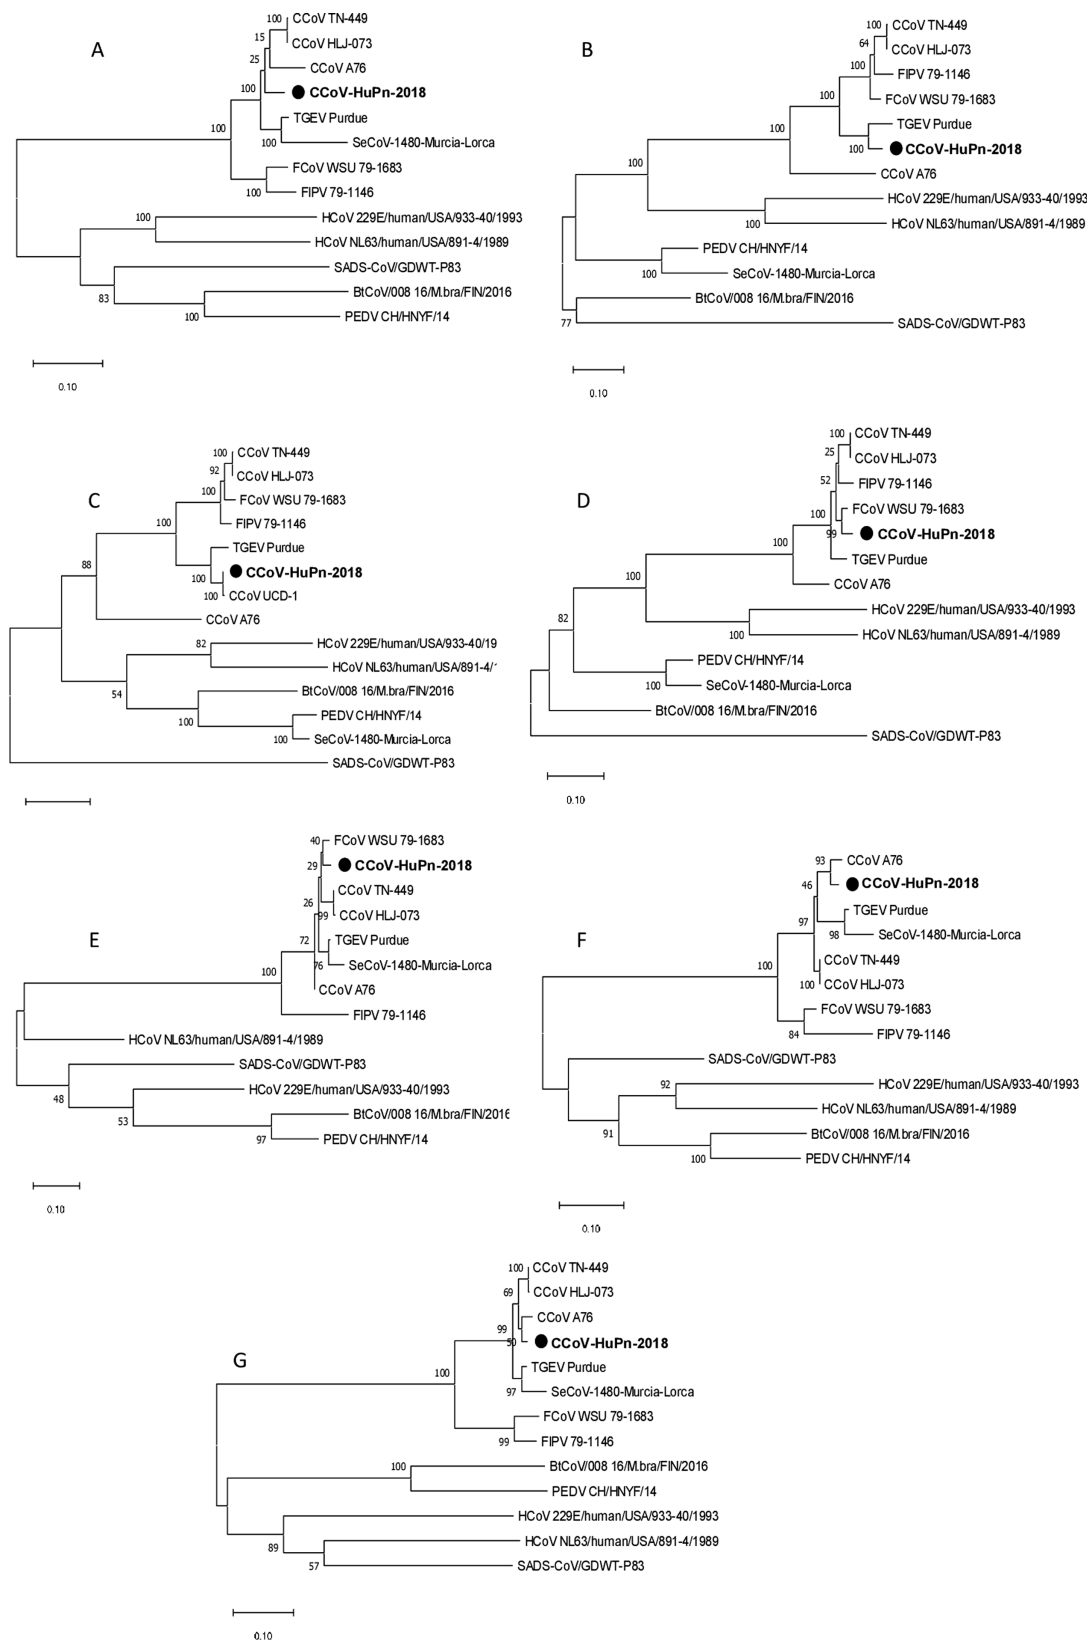 A
100
CCoV TN-449
15
CCoV HLJ-073
25
CCoV A76
100
CCoV-HuPn-2018
100
TGEV Purdue
100
SeCoV-1480-Murcia-Lorca
FCoV WSU 79-1683
100
FIPV 79-1146
100
HCoV 229E/human/USA/933-40/1993
HCoV NL63/human/USA/891-4/1989
SADS-CoV/GDWT-P83
83
BtCoV/008 16/M.bra/FIN/2016
100
PEDV CH/HNYF/14
0.10
B
100
CCoV TN-449
64
CCoV HLJ-073
100
FIPV 79-1146
100
FCoV WSU 79-1683
100
TGEV Purdue
100
CCoV-HuPn-2018
100
CCoV A76
HCoV 229E/human/USA/933-40/1993
100
HCoV NL63/human/USA/891-4/1989
PEDV CH/HNYF/14
100
SeCoV-1480-Murcia-Lorca
BtCoV/008 16/M.bra/FIN/2016
77
SADS-CoV/GDWT-P83
0.10
C
100
CCoV TN-449
92
CCoV HLJ-073
100
FCoV WSU 79-1683
100
FIPV 79-1146
TGEV Purdue
88
100
CCoV-HuPn-2018
100
CCoV UCD-1
CCoV A76
82
HCoV 229E/human/USA/933-40/19
HCoV NL63/human/USA/891-4/
54
BtCoV/008 16/M.bra/FIN/2016
100
PEDV CH/HNYF/14
100
SeCoV-1480-Murcia-Lorca
SADS-CoV/GDWT-P83
D
100
CCoV TN-449
25
CCoV HLJ-073
52
FIPV 79-1146
100
FCoV WSU 79-1683
99
CCoV-HuPn-2018
100
TGEV Purdue
100
CCoV A76
82
HCoV 229E/human/USA/933-40/1993
100
HCoV NL63/human/USA/891-4/1989
PEDV CH/HNYF/14
100
SeCoV-1480-Murcia-Lorca
BtCoV/008 16/M.bra/FIN/2016
SADS-CoV/GDWT-P83
0.10
E
40
FCoV WSU 79-1683
29
CCoV-HuPn-2018
26
CCoV TN-449
99
CCoV HLJ-073
72
TGEV Purdue
76
SeCoV-1480-Murcia-Lorca
100
CCoV A76
FIPV 79-1146
HCoV NL63/human/USA/891-4/1989
SADS-CoV/GDWT-P83
48
HCoV 229E/human/USA/933-40/1993
53
BtCoV/008 16/M.bra/FIN/2016
97
PEDV CH/HNYF/14
0.10
F
93
CCoV A76
46
CCoV-HuPn-2018
97
TGEV Purdue
98
SeCoV-1480-Murcia-Lorca
100
CCoV TN-449
100
CCoV HLJ-073
FCoV WSU 79-1683
84
FIPV 79-1146
SADS-CoV/GDWT-P83
92
HCoV 229E/human/USA/933-40/1993
91
HCoV NL63/human/USA/891-4/1989
BtCoV/008 16/M.bra/FIN/2016
100
PEDV CH/HNYF/14
0.10
G
100
CCoV TN-449
69
CCoV HLJ-073
99
CCoV A76
50
CCoV-HuPn-2018
100
TGEV Purdue
97
SeCoV-1480-Murcia-Lorca
FCoV WSU 79-1683
99
FIPV 79-1146
100
BtCoV/008 16/M.bra/FIN/2016
PEDV CH/HNYF/14
HCoV 229E/human/USA/933-40/1993
89
HCoV NL63/human/USA/891-4/1989
57
SADS-CoV/GDWT-P83
0.10